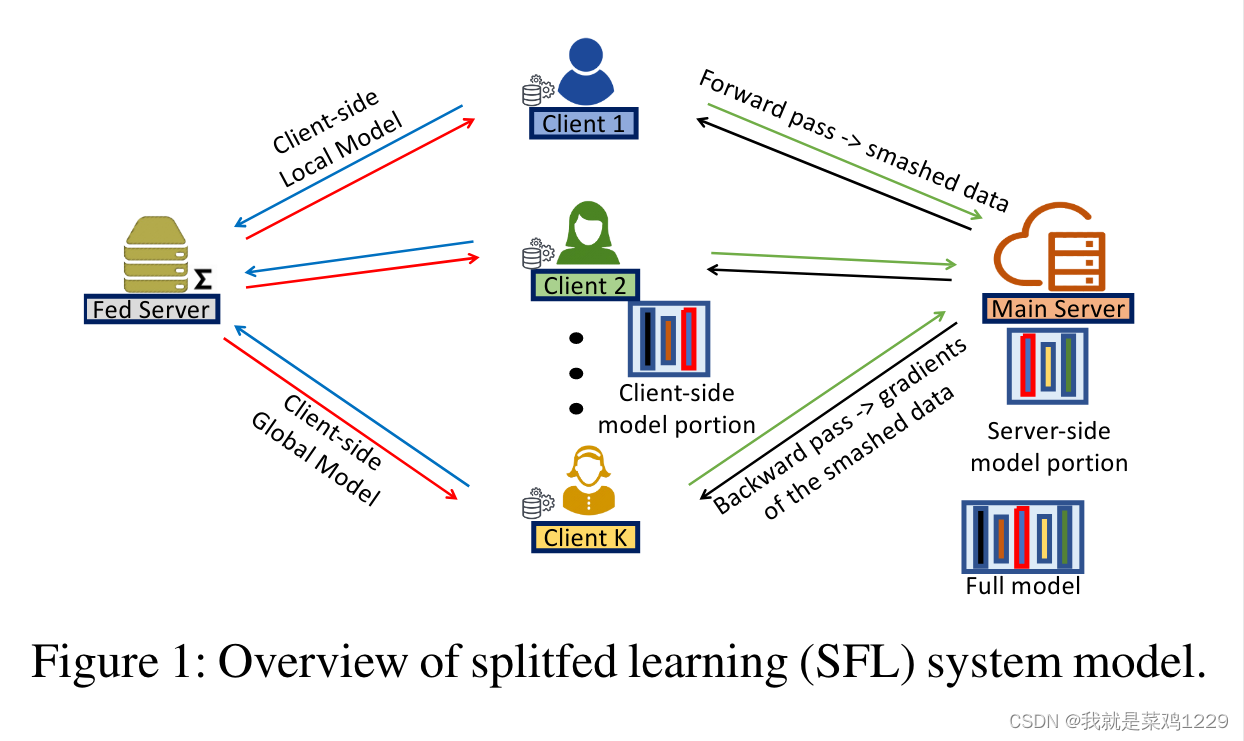 Client-side
Local Model
Client 1
Forward pass -> smashed data
Fed Server
Σ
Client 2
Main Server
Client-side
model portion
Server-side
model portion
Client-side
Global Model
Backward pass -> gradients
of the smashed data
Client K
Full model
Figure 1: Overview of splitfed learning (SFL) system model.
CSDN @我就是菜鸡1229